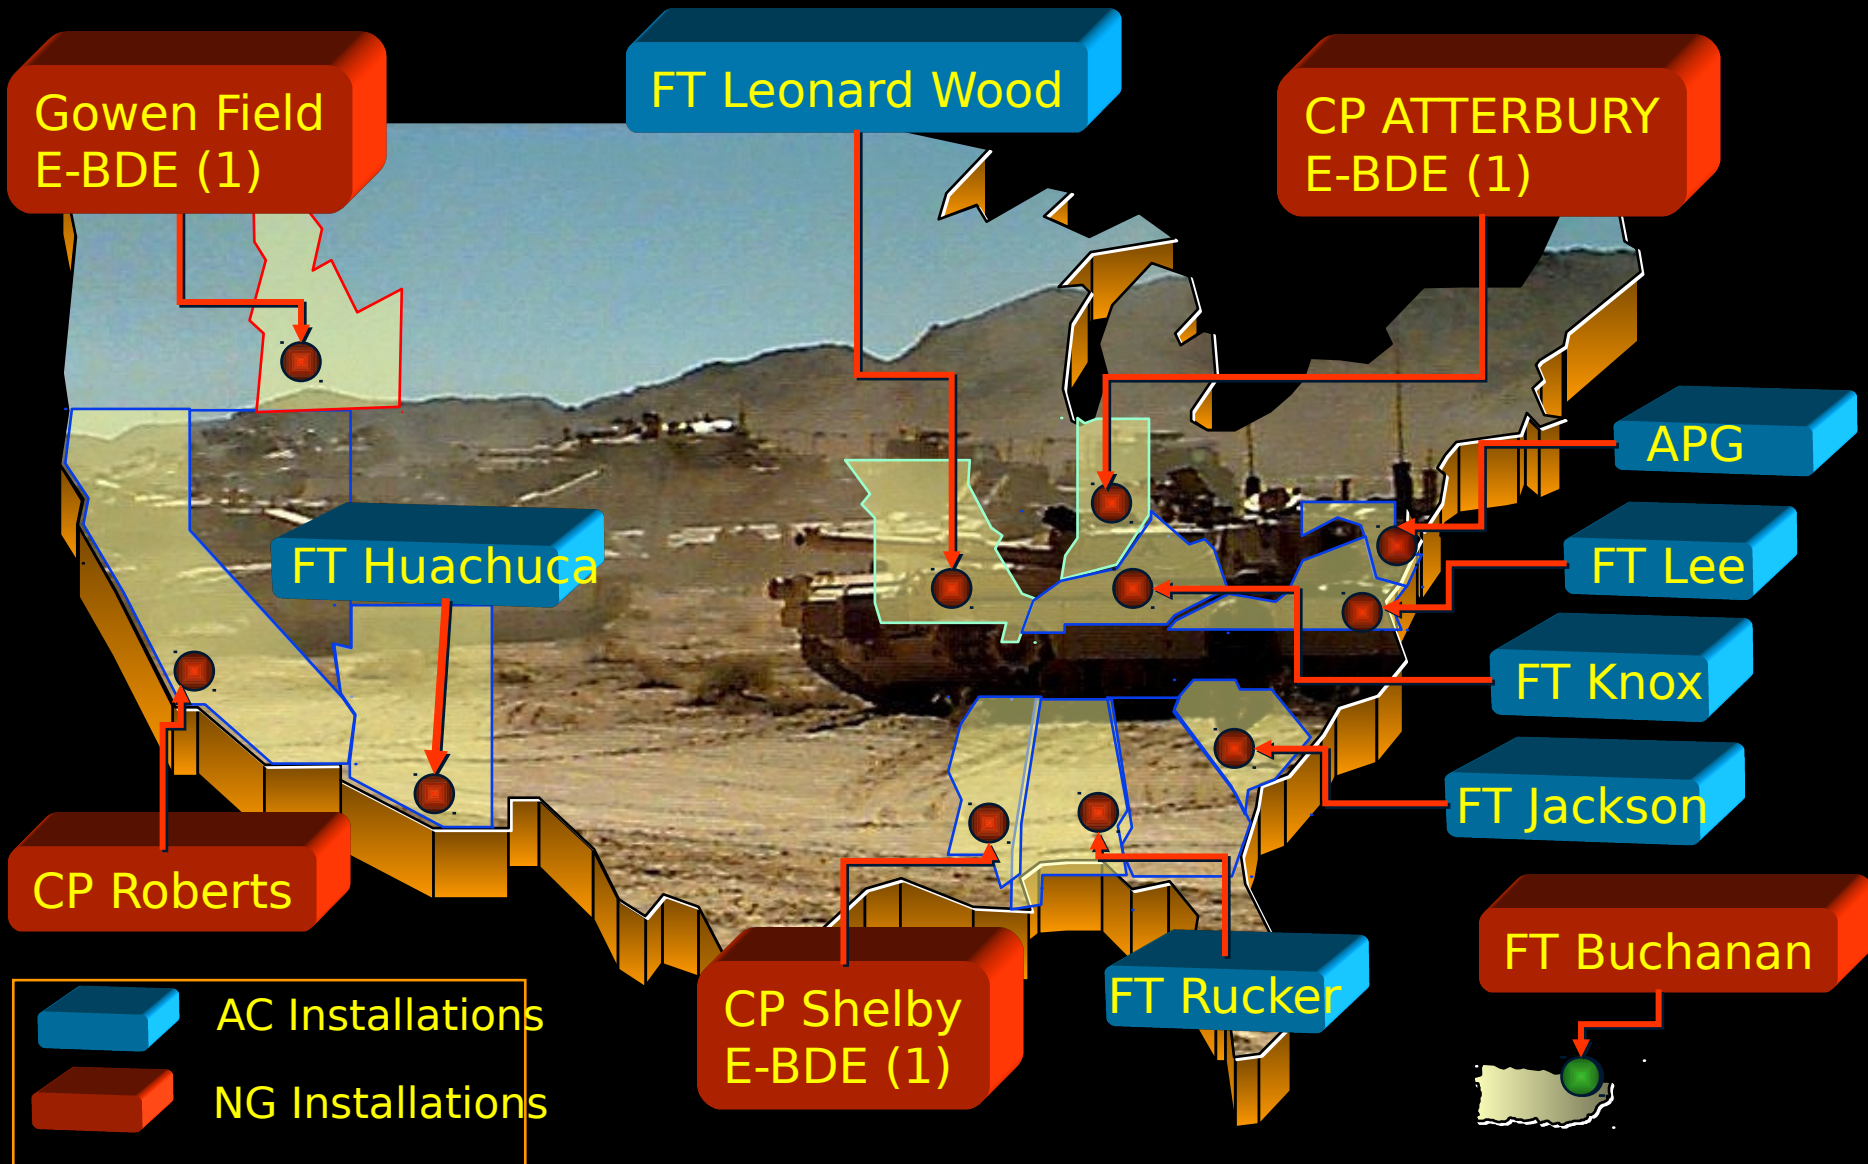 Gowen Field
E-BDE (1)
FT Leonard Wood
CP ATTERBURY
E-BDE (1)
APG
FT Lee
FT Huachuca
FT Knox
FT Jackson
CP Roberts
CP Shelby
E-BDE (1)
FT Rucker
FT Buchanan
AC Installations
NG Installations